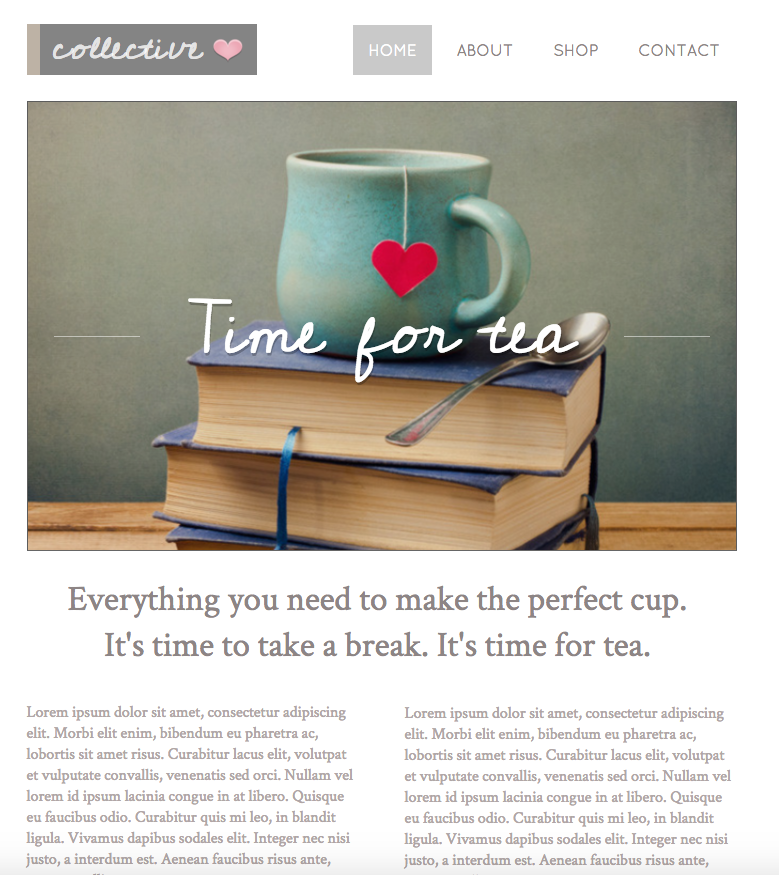 collective
HOME
ABOUT
SHOP
CONTACT
Time for tea
Everything you need to make the perfect cup.
It's time to take a break. It's time for tea.
Lorem ipsum dolor sit amet, consectetur adipiscing
elit. Morbi elit enim, bibendum eu pharetra ac,
lobortis sit amet risus. Curabitur lacus elit, volutpat
et vulputate convallis, venenatis sed orci. Nullam vel
lorem id ipsum lacinia congue in at libero. Quisque
eu faucibus odio. Curabitur quis mi leo, in blandit
ligula. Vivamus dapibus sodales elit. Integer nec nisi
justo, a interdum est. Aenean faucibus risus ante,
Lorem ipsum dolor sit amet, consectetur adipiscing
elit. Morbi elit enim, bibendum eu pharetra ac,
lobortis sit amet risus. Curabitur lacus elit, volutpat
et vulputate convallis, venenatis sed orci. Nullam vel
lorem id ipsum lacinia congue in at libero. Quisque
eu faucibus odio. Curabitur quis mi leo, in blandit
ligula. Vivamus dapibus sodales elit. Integer nec nisi
justo, a interdum est. Aenean faucibus risus ante,